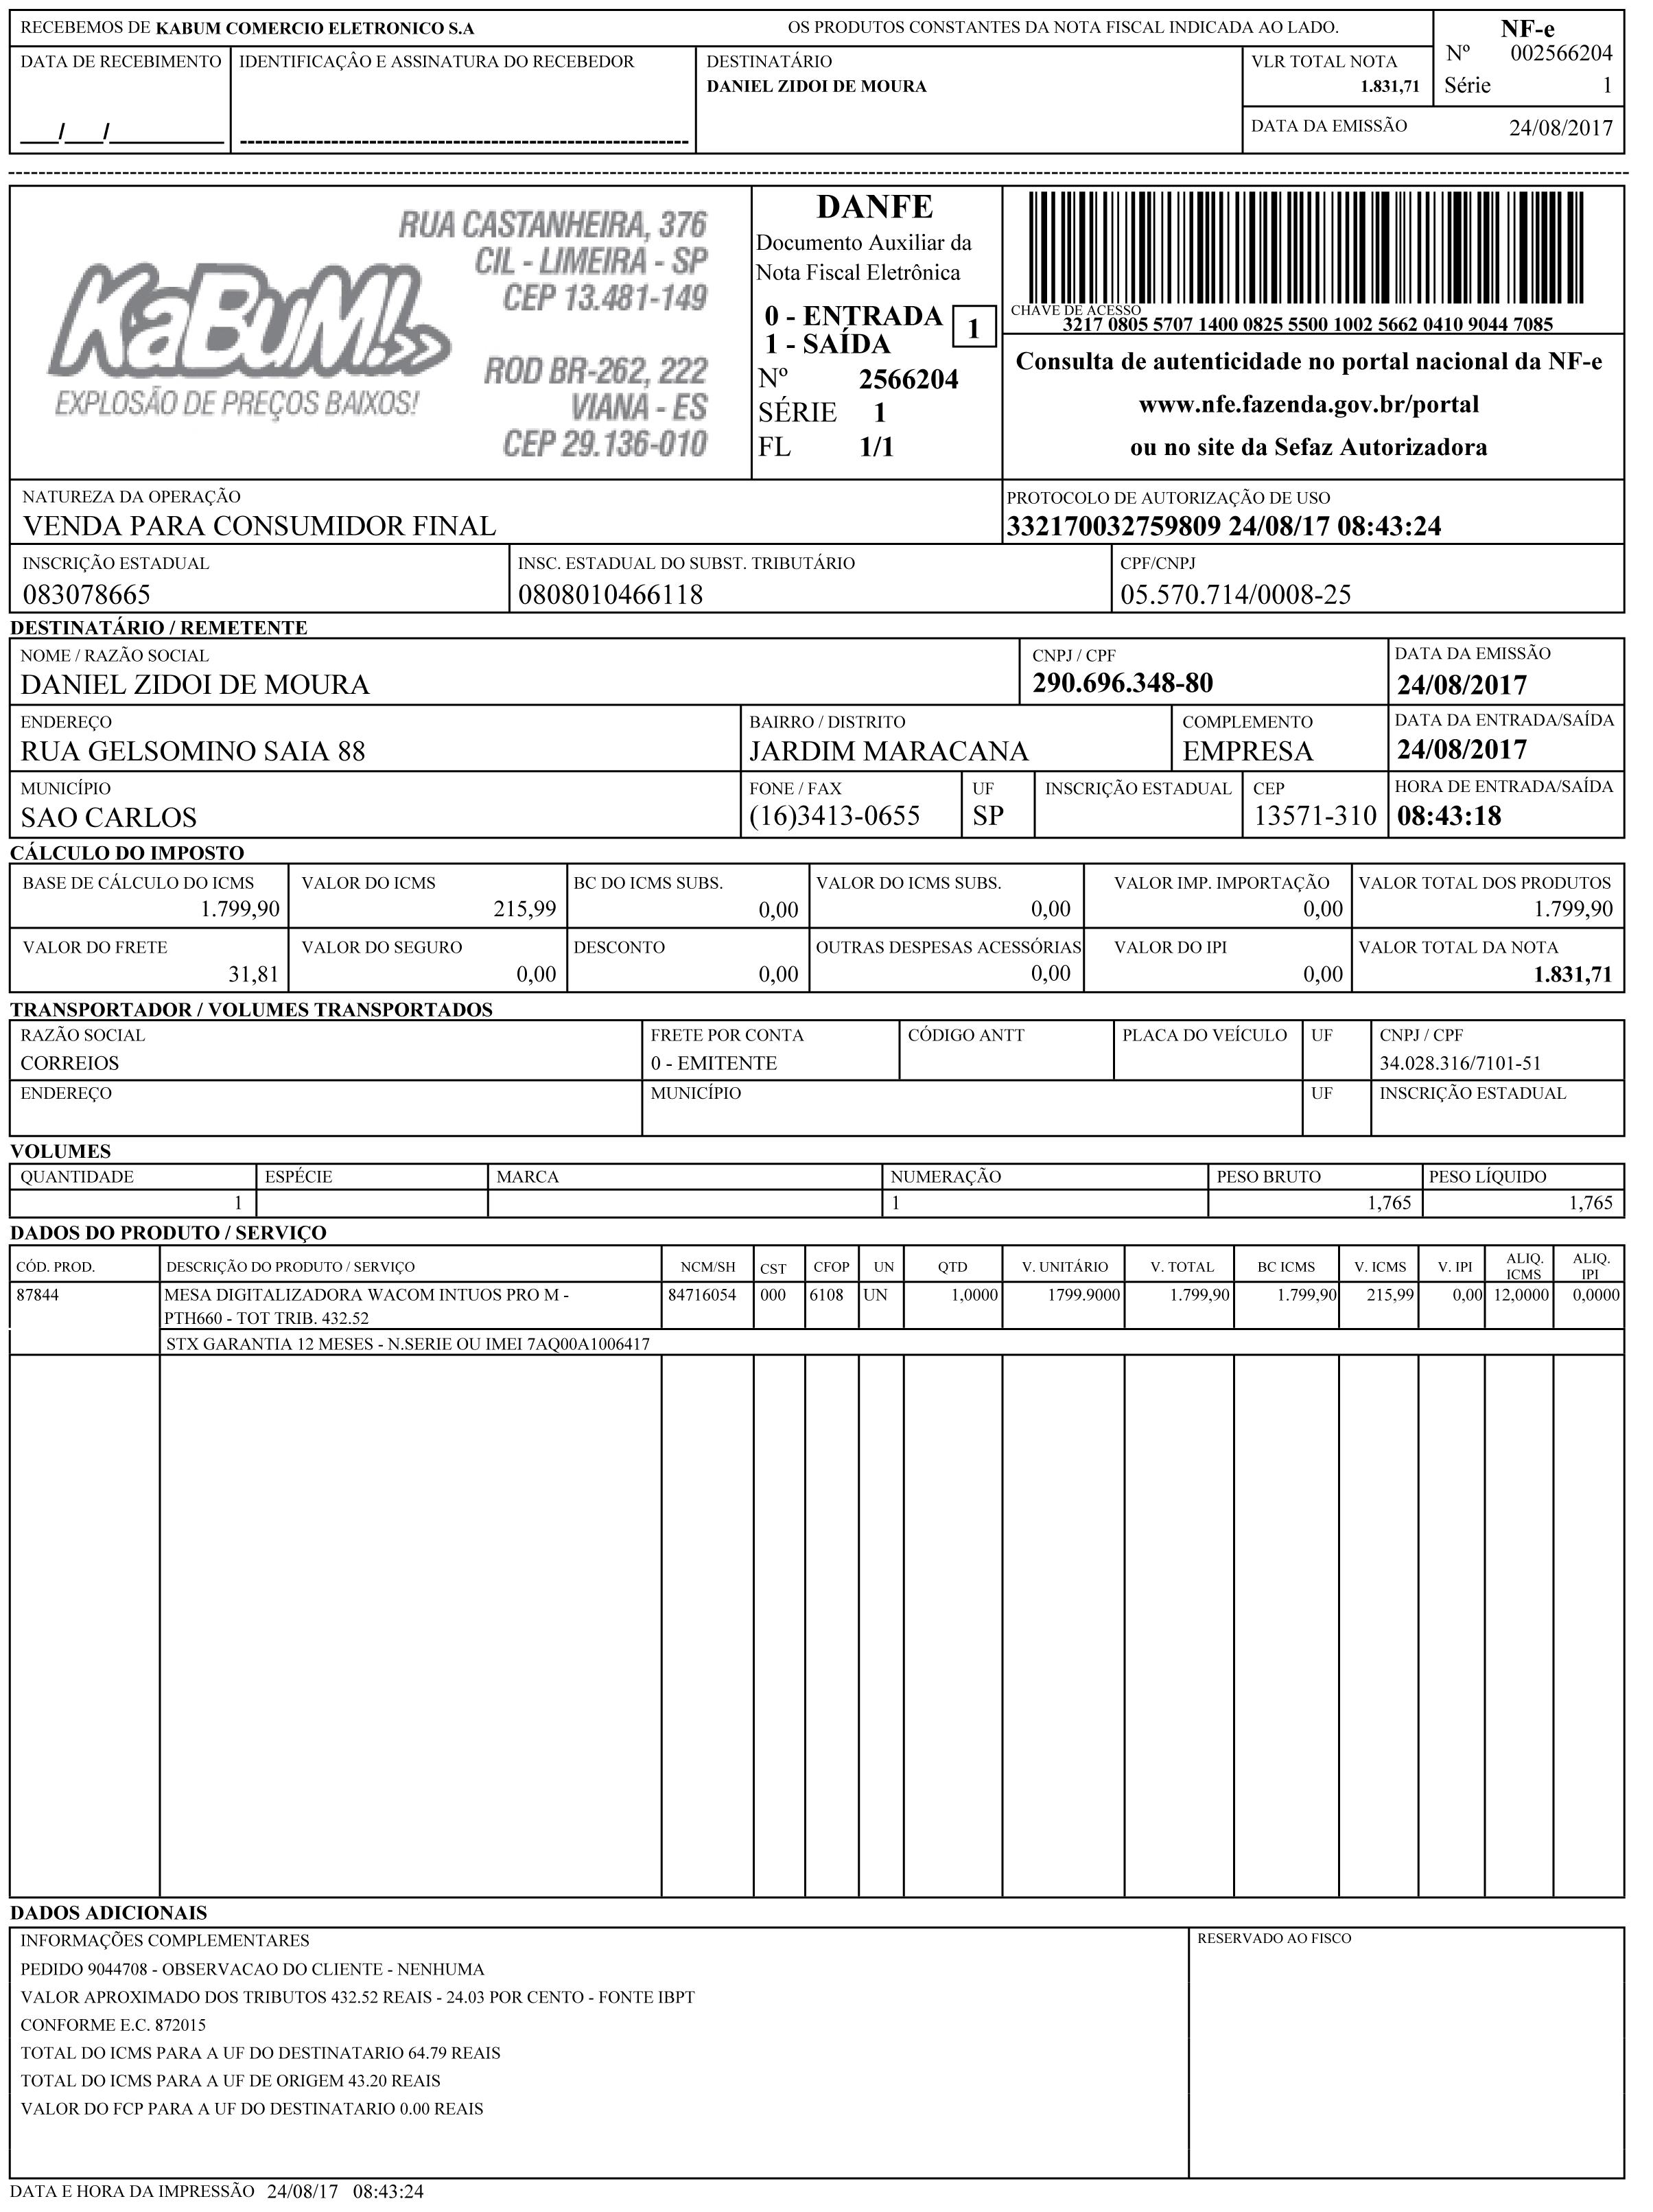 RECEBEMOS DE KABUM COMERCIO ELETRONICO S.A OS PRODUTOS CONSTANTES DA NOTA FISCAL INDICADA AO LADO.
NF-e
Nº 002566204
Série 1
DATA DE RECEBIMENTO
___/___/_________
IDENTIFICAÇÂO E ASSINATURA DO RECEBEDOR
DESTINATÁRIO
DANIEL ZIDOI DE MOURA
VLR TOTAL NOTA
1.831,71
DATA DA EMISSÃO 24/08/2017
KaBuM!
EXPLOSÃO DE PREÇOS BAIXOS!
RUA CASTANHEIRA, 376
CIL - LIMEIRA - SP
CEP 13.481-149
ROD BR-262, 222
VIANA - ES
CEP 29.136-010
DANFE
Documento Auxiliar da
Nota Fiscal Eletrônica
0 - ENTRADA
1 - SAÍDA
1
Nº 2566204
SÉRIE 1
FL 1/1
CHAVE DE ACESSO
3217 0805 5707 1400 0825 5500 1002 5662 0410 9044 7085
Consulta de autenticidade no portal nacional da NF-e
www.nfe.fazenda.gov.br/portal
ou no site da Sefaz Autorizadora
NATUREZA DA OPERAÇÃO
VENDA PARA CONSUMIDOR FINAL
PROTOCOLO DE AUTORIZAÇÃO DE USO
332170032759809 24/08/17 08:43:24
INSCRIÇÃO ESTADUAL
083078665
INSC. ESTADUAL DO SUBST. TRIBUTÁRIO
0808010466118
CPF/CNPJ
05.570.714/0008-25
DESTINATÁRIO / REMETENTE
NOME / RAZÃO SOCIAL
DANIEL ZIDOI DE MOURA
CNPJ / CPF
290.696.348-80
DATA DA EMISSÃO
24/08/2017
ENDEREÇO
RUA GELSOMINO SAIA 88
BAIRRO / DISTRITO
JARDIM MARACANA
COMPLEMENTO
EMPRESA
DATA DA ENTRADA/SAÍDA
24/08/2017
MUNICÍPIO
SAO CARLOS
FONE / FAX
(16)3413-0655
UF
SP
INSCRIÇÃO ESTADUAL
CEP
13571-310
HORA DE ENTRADA/SAÍDA
08:43:18
CÁLCULO DO IMPOSTO
BASE DE CÁLCULO DO ICMS
1.799,90
VALOR DO ICMS
215,99
BC DO ICMS SUBS.
0,00
VALOR DO ICMS SUBS.
0,00
VALOR IMP. IMPORTAÇÃO
0,00
VALOR TOTAL DOS PRODUTOS
1.799,90
VALOR DO FRETE
31,81
VALOR DO SEGURO
0,00
DESCONTO
0,00
OUTRAS DESPESAS ACESSÓRIAS
0,00
VALOR DO IPI
0,00
VALOR TOTAL DA NOTA
1.831,71
TRANSPORTADOR / VOLUMES TRANSPORTADOS
RAZÃO SOCIAL
CORREIOS
FRETE POR CONTA
0 - EMITENTE
CÓDIGO ANTT
PLACA DO VEÍCULO
UF
CNPJ / CPF
34.028.316/7101-51
ENDEREÇO
MUNICÍPIO
UF
INSCRIÇÃO ESTADUAL
VOLUMES
QUANTIDADE ESPÉCIE MARCA NUMERAÇÃO PESO BRUTO PESO LÍQUIDO
1 1 1,765 1,765
DADOS DO PRODUTO / SERVIÇO
CÓD. PROD. DESCRIÇÃO DO PRODUTO / SERVIÇO NCM/SH CST CFOP UN QTD V. UNITÁRIO V. TOTAL BC ICMS V. ICMS V. IPI ALIQ. ICMS ALIQ. IPI
87844 MESA DIGITALIZADORA WACOM INTUOS PRO M - 84716054 000 6108 UN 1,0000 1799.9000 1.799,90 1.799,90 215,99 0,00 12,0000 0,0000
PTH660 - TOT TRIB. 432.52
STX GARANTIA 12 MESES - N.SERIE OU IMEI 7AQ00A1006417
DADOS ADICIONAIS
INFORMAÇÕES COMPLEMENTARES
RESERVADO AO FISCO
PEDIDO 9044708 - OBSERVACAO DO CLIENTE - NENHUMA
VALOR APROXIMADO DOS TRIBUTOS 432.52 REAIS - 24.03 POR CENTO - FONTE IBPT
CONFORME E.C. 872015
TOTAL DO ICMS PARA A UF DO DESTINATARIO 64.79 REAIS
TOTAL DO ICMS PARA A UF DE ORIGEM 43.20 REAIS
VALOR DO FCP PARA A UF DO DESTINATARIO 0.00 REAIS
DATA E HORA DA IMPRESSÃO 24/08/17 08:43:24